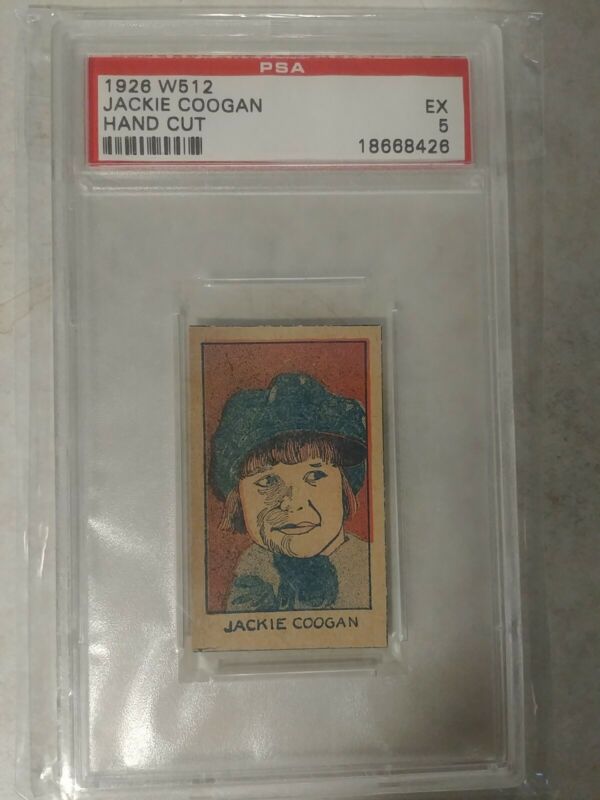 PSA
1926 W512
JACKIE COOGAN EX
HAND CUT 5
18668426
JACKIE COOGAN